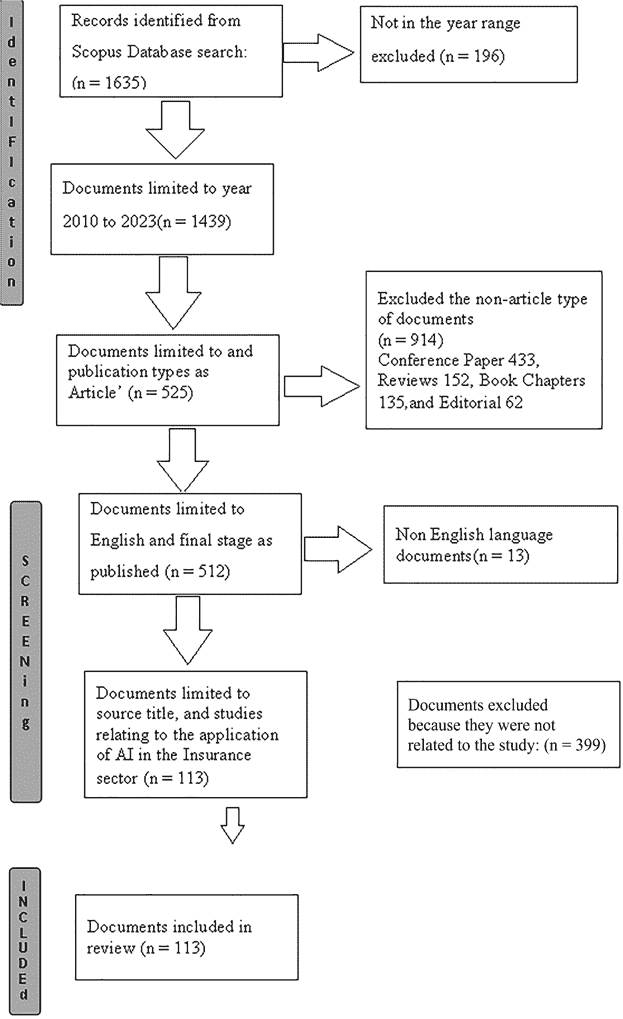 IdentIFIcation
Records identified from
Scopus Database search:
(n = 1635)
Not in the year range
excluded (n = 196)
Documents limited to year
2010 to 2023(n = 1439)
Documents limited to and
publication types as
Article’ (n = 525)
Excluded the non-article type
of documents
(n = 914)
Conference Paper 433,
Reviews 152, Book Chapters
135,and Editorial 62
SCREENing
Documents limited to
English and final stage as
published (n = 512)
Non English language
documents(n = 13)
Documents limited to
source title, and studies
relating to the application
of AI in the Insurance
sector (n = 113)
Documents excluded
because they were not
related to the study: (n = 399)
INCLUDEd
Documents included in
review (n = 113)